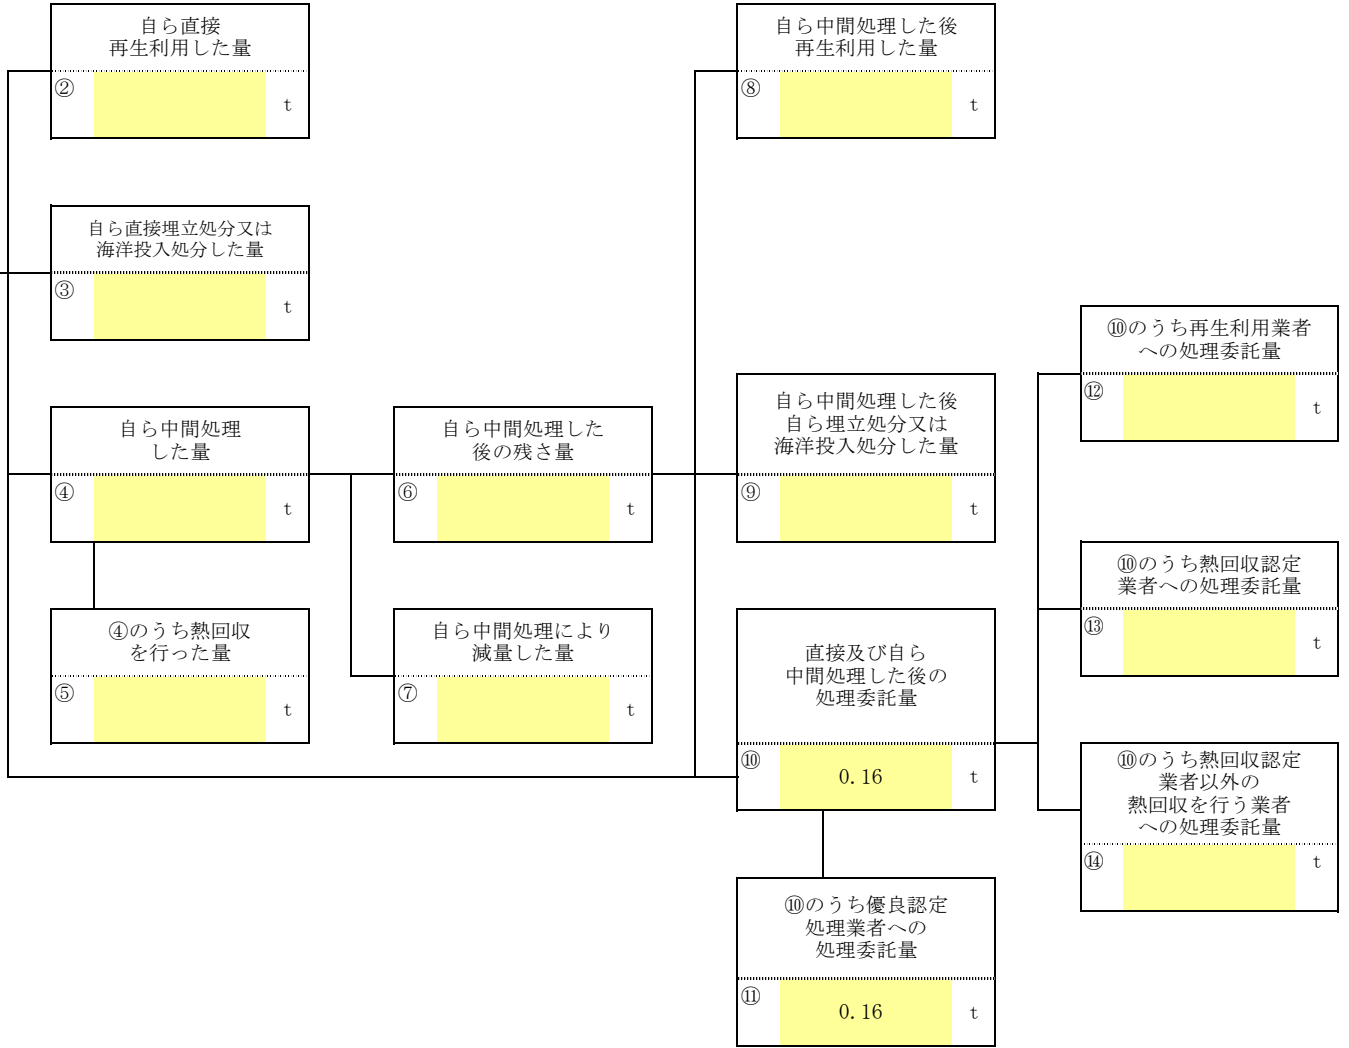 自ら直接
再生利用した量
②
t
自ら中間処理した後
再生利用した量
⑧
t
自ら直接埋立処分又は
海洋投入処分した量
③
t
⑩のうち再生利用業者
への処理委託量
⑫
t
自ら中間処理
した量
④
t
自ら中間処理した
後の残さ量
⑥
t
自ら中間処理した後
自ら埋立処分又は
海洋投入処分した量
⑨
t
⑩のうち熱回収認定
業者への処理委託量
⑬
t
④のうち熱回収
を行った量
⑤
t
自ら中間処理により
減量した量
⑦
t
直接及び自ら
中間処理した後の
処理委託量
⑩
0.16
t
⑩のうち熱回収認定
業者以外の
熱回収を行う業者
への処理委託量
⑭
t
⑩のうち優良認定
処理業者への
処理委託量
⑪
0.16
t